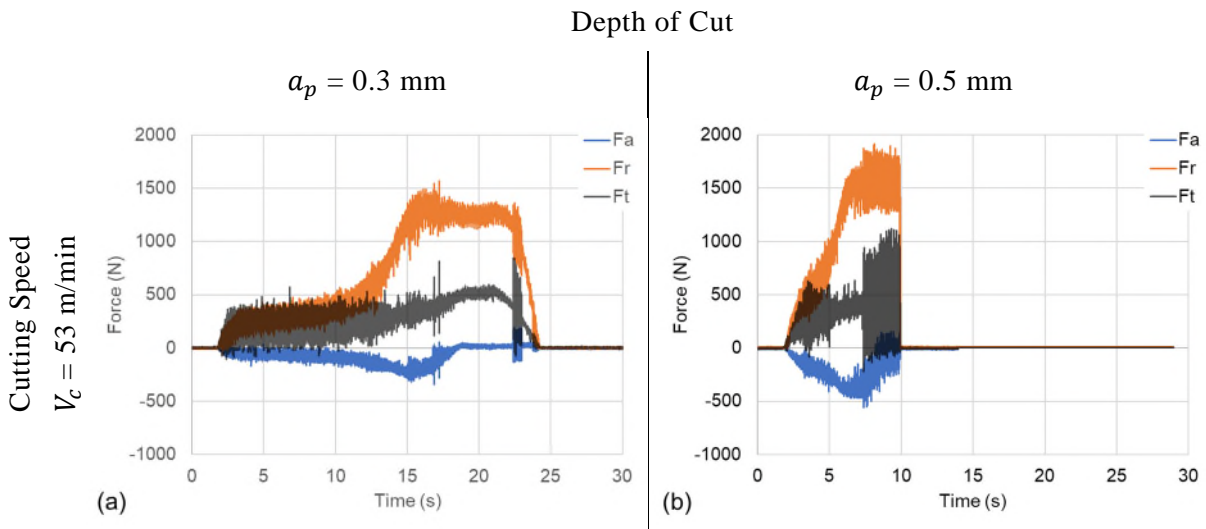 Depth of Cut
a_p = 0.3 mm
a_p = 0.5 mm
Cutting Speed
V_c = 53 m/min
2000
1500
1000
500
0
-500
-1000
Force (N)
Fa
Fr
Ft
0 5 10 15 20 25 30
Time (s)
(a)
2000
1500
1000
500
0
-500
-1000
Force (N)
Fa
Fr
Ft
0 5 10 15 20 25 30
Time (s)
(b)